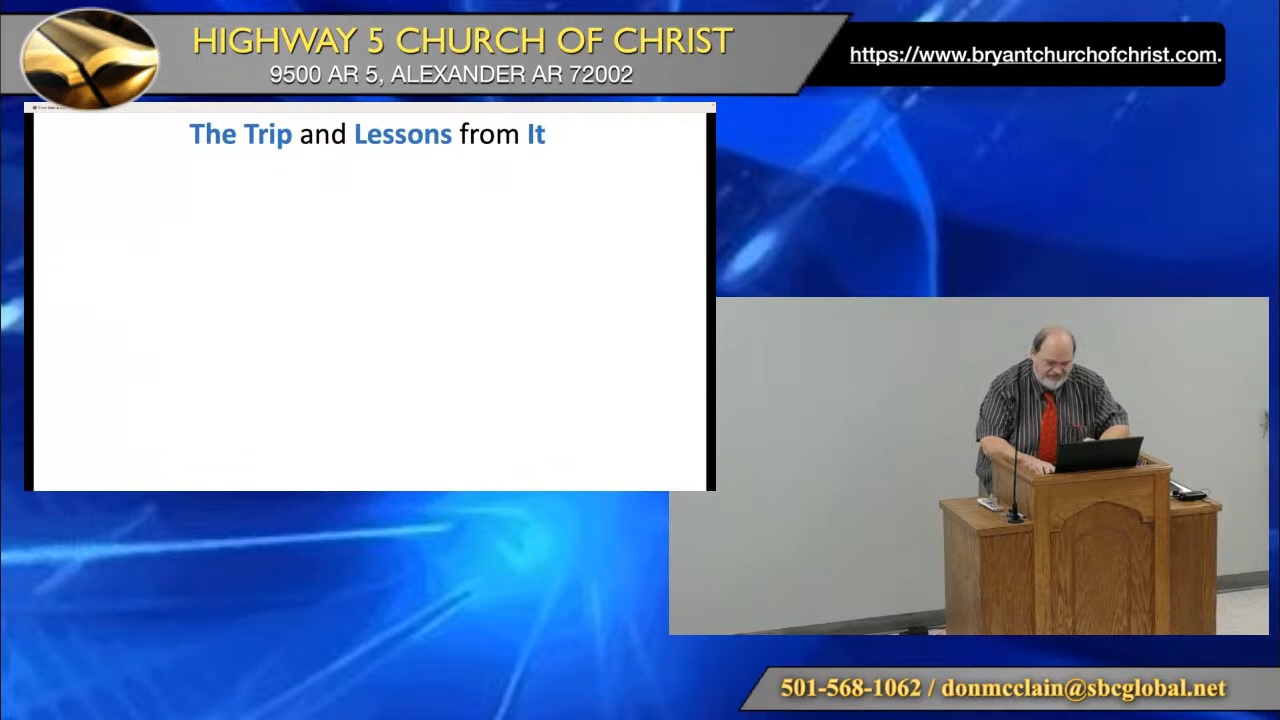 HIGHWAY 5 CHURCH OF CHRIST
9500 AR 5, ALEXANDER AR 72002
https://www.bryantchurchofchrist.com.
The Trip and Lessons from It
501-568-1062 / donmcclain@sbcglobal.net